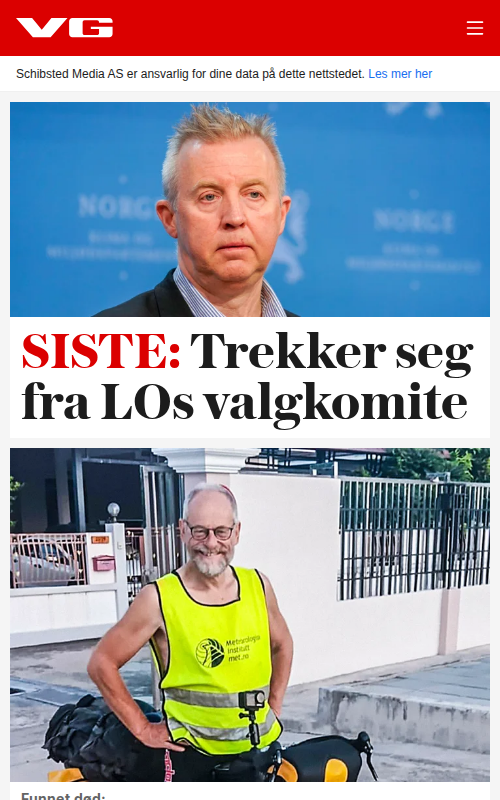 VG
Schibsted Media AS er ansvarlig for dine data på dette nettstedet. Les mer her
NORGE
NORGE
SISTE: Trekker seg
fra LOs valgkomite
Meteorologisk
institutt
met.no
Funnet død: